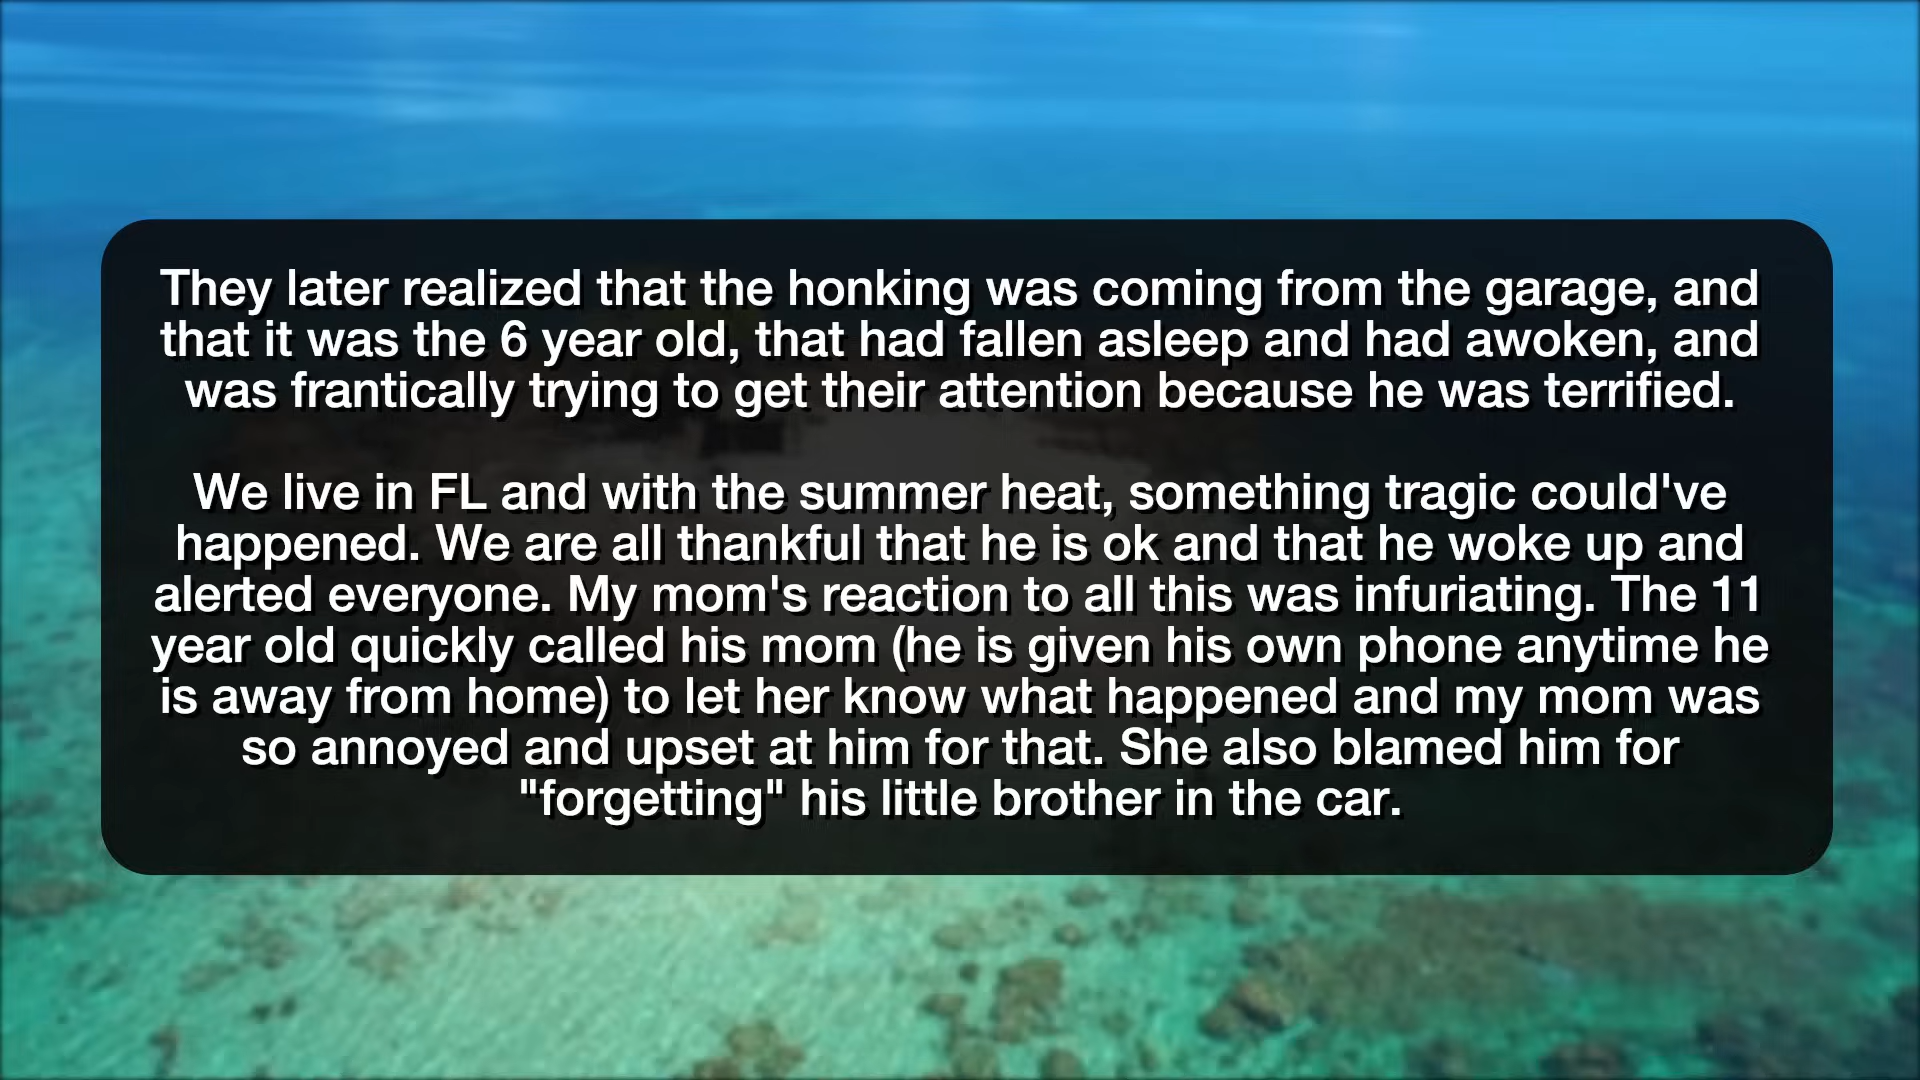 They later realized that the honking was coming from the garage, and
that it was the 6 year old, that had fallen asleep and had awoken, and
was frantically trying to get their attention because he was terrified.
We live in FL and with the summer heat, something tragic could've
happened. We are all thankful that he is ok and that he woke up and
alerted everyone. My mom's reaction to all this was infuriating. The 11
year old quickly called his mom (he is given his own phone anytime he
is away from home) to let her know what happened and my mom was
so annoyed and upset at him for that. She also blamed him for
"forgetting" his little brother in the car.